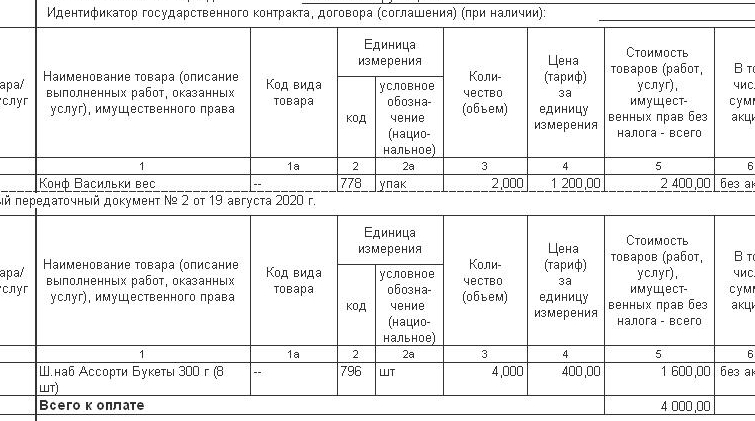 Идентификатор государственного контракта, договора (соглашения) (при наличии):
ара/
услуг
Наименование товара (описание
выполненных работ, оказанных
услуг), имущественного права
Код вида
товара
Единица
измерения
код
условное
обозна-
чение
(нацио-
нальное)
Коли-
чество
(объем)
Цена
(тариф)
за
единицу
измерения
Стоимость
товаров (работ,
услуг),
имущест-
венных прав без
налога - всего
В то
числ
сумм
акци
1 1а 2 2а 3 4 5 6
Конф Васильки вес -- 778 упак 2,000 1 200,00 2 400,00 без ак
ый передаточный документ № 2 от 19 августа 2020 г.
ара/
услуг
Наименование товара (описание
выполненных работ, оказанных
услуг), имущественного права
Код вида
товара
Единица
измерения
код
условное
обозна-
чение
(нацио-
нальное)
Коли-
чество
(объем)
Цена
(тариф)
за
единицу
измерения
Стоимость
товаров (работ,
услуг),
имущест-
венных прав без
налога - всего
В то
числ
сумм
акци
1 1а 2 2а 3 4 5 6
Ш.наб Ассорти Букеты 300 г (8
шт) -- 796 шт 4,000 400,00 1 600,00 без ак
Всего к оплате 4 000,00